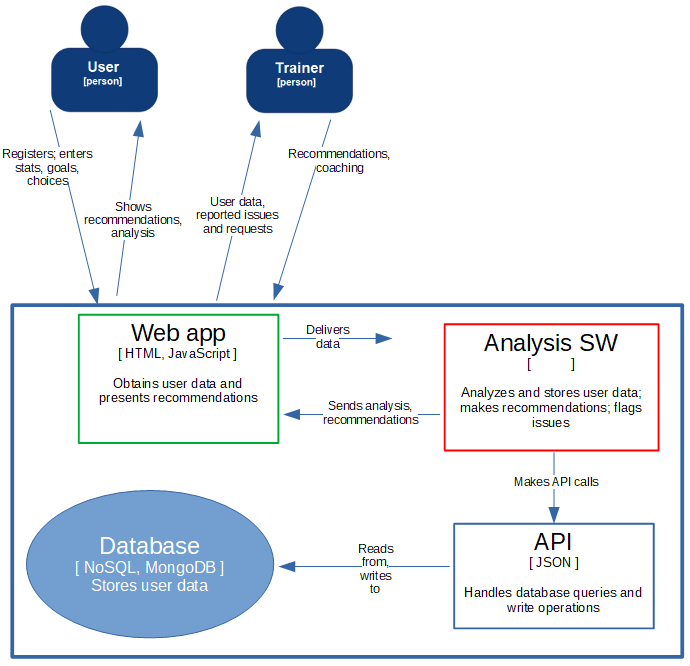 User
[person]
Trainer
[person]
Registers; enters
stats, goals,
choices
Shows
recommendations,
analysis
User data,
reported issues
and requests
Recommendations,
coaching
Web app
[ HTML, JavaScript ]
Obtains user data and
presents recommendations
Delivers
data
Sends analysis,
recommendations
Analysis SW
[ ]
Analyzes and stores user data;
makes recommendations; flags
issues
Makes API calls
Database
[ NoSQL, MongoDB ]
Stores user data
Reads
from,
writes
to
API
[ JSON ]
Handles database queries and
write operations